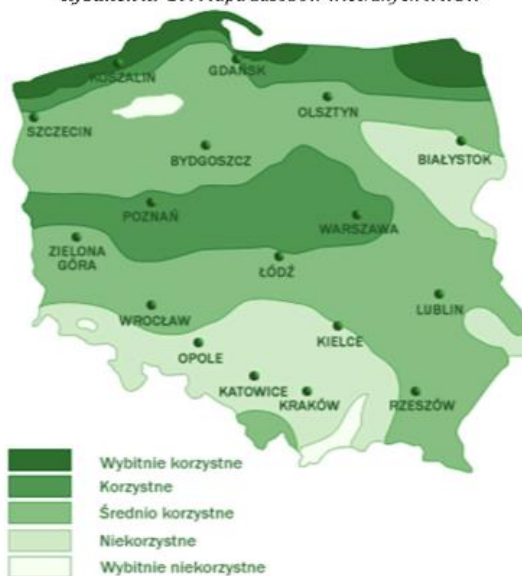 KOSZALIN
GDAŃSK
OLSZTYN
SZCZECIN
BIAŁYSTOK
BYDGOSZCZ
POZNAŃ
WARSZAWA
ZIELONA
GÓRA
ŁÓDŹ
LUBLIN
WROCŁAW
KIELCE
OPOLE
KATOWICE
KRAKÓW
RZESZÓW
Wybitnie korzystne
Korzystne
Średnio korzystne
Niekorzystne
Wybitnie niekorzystne